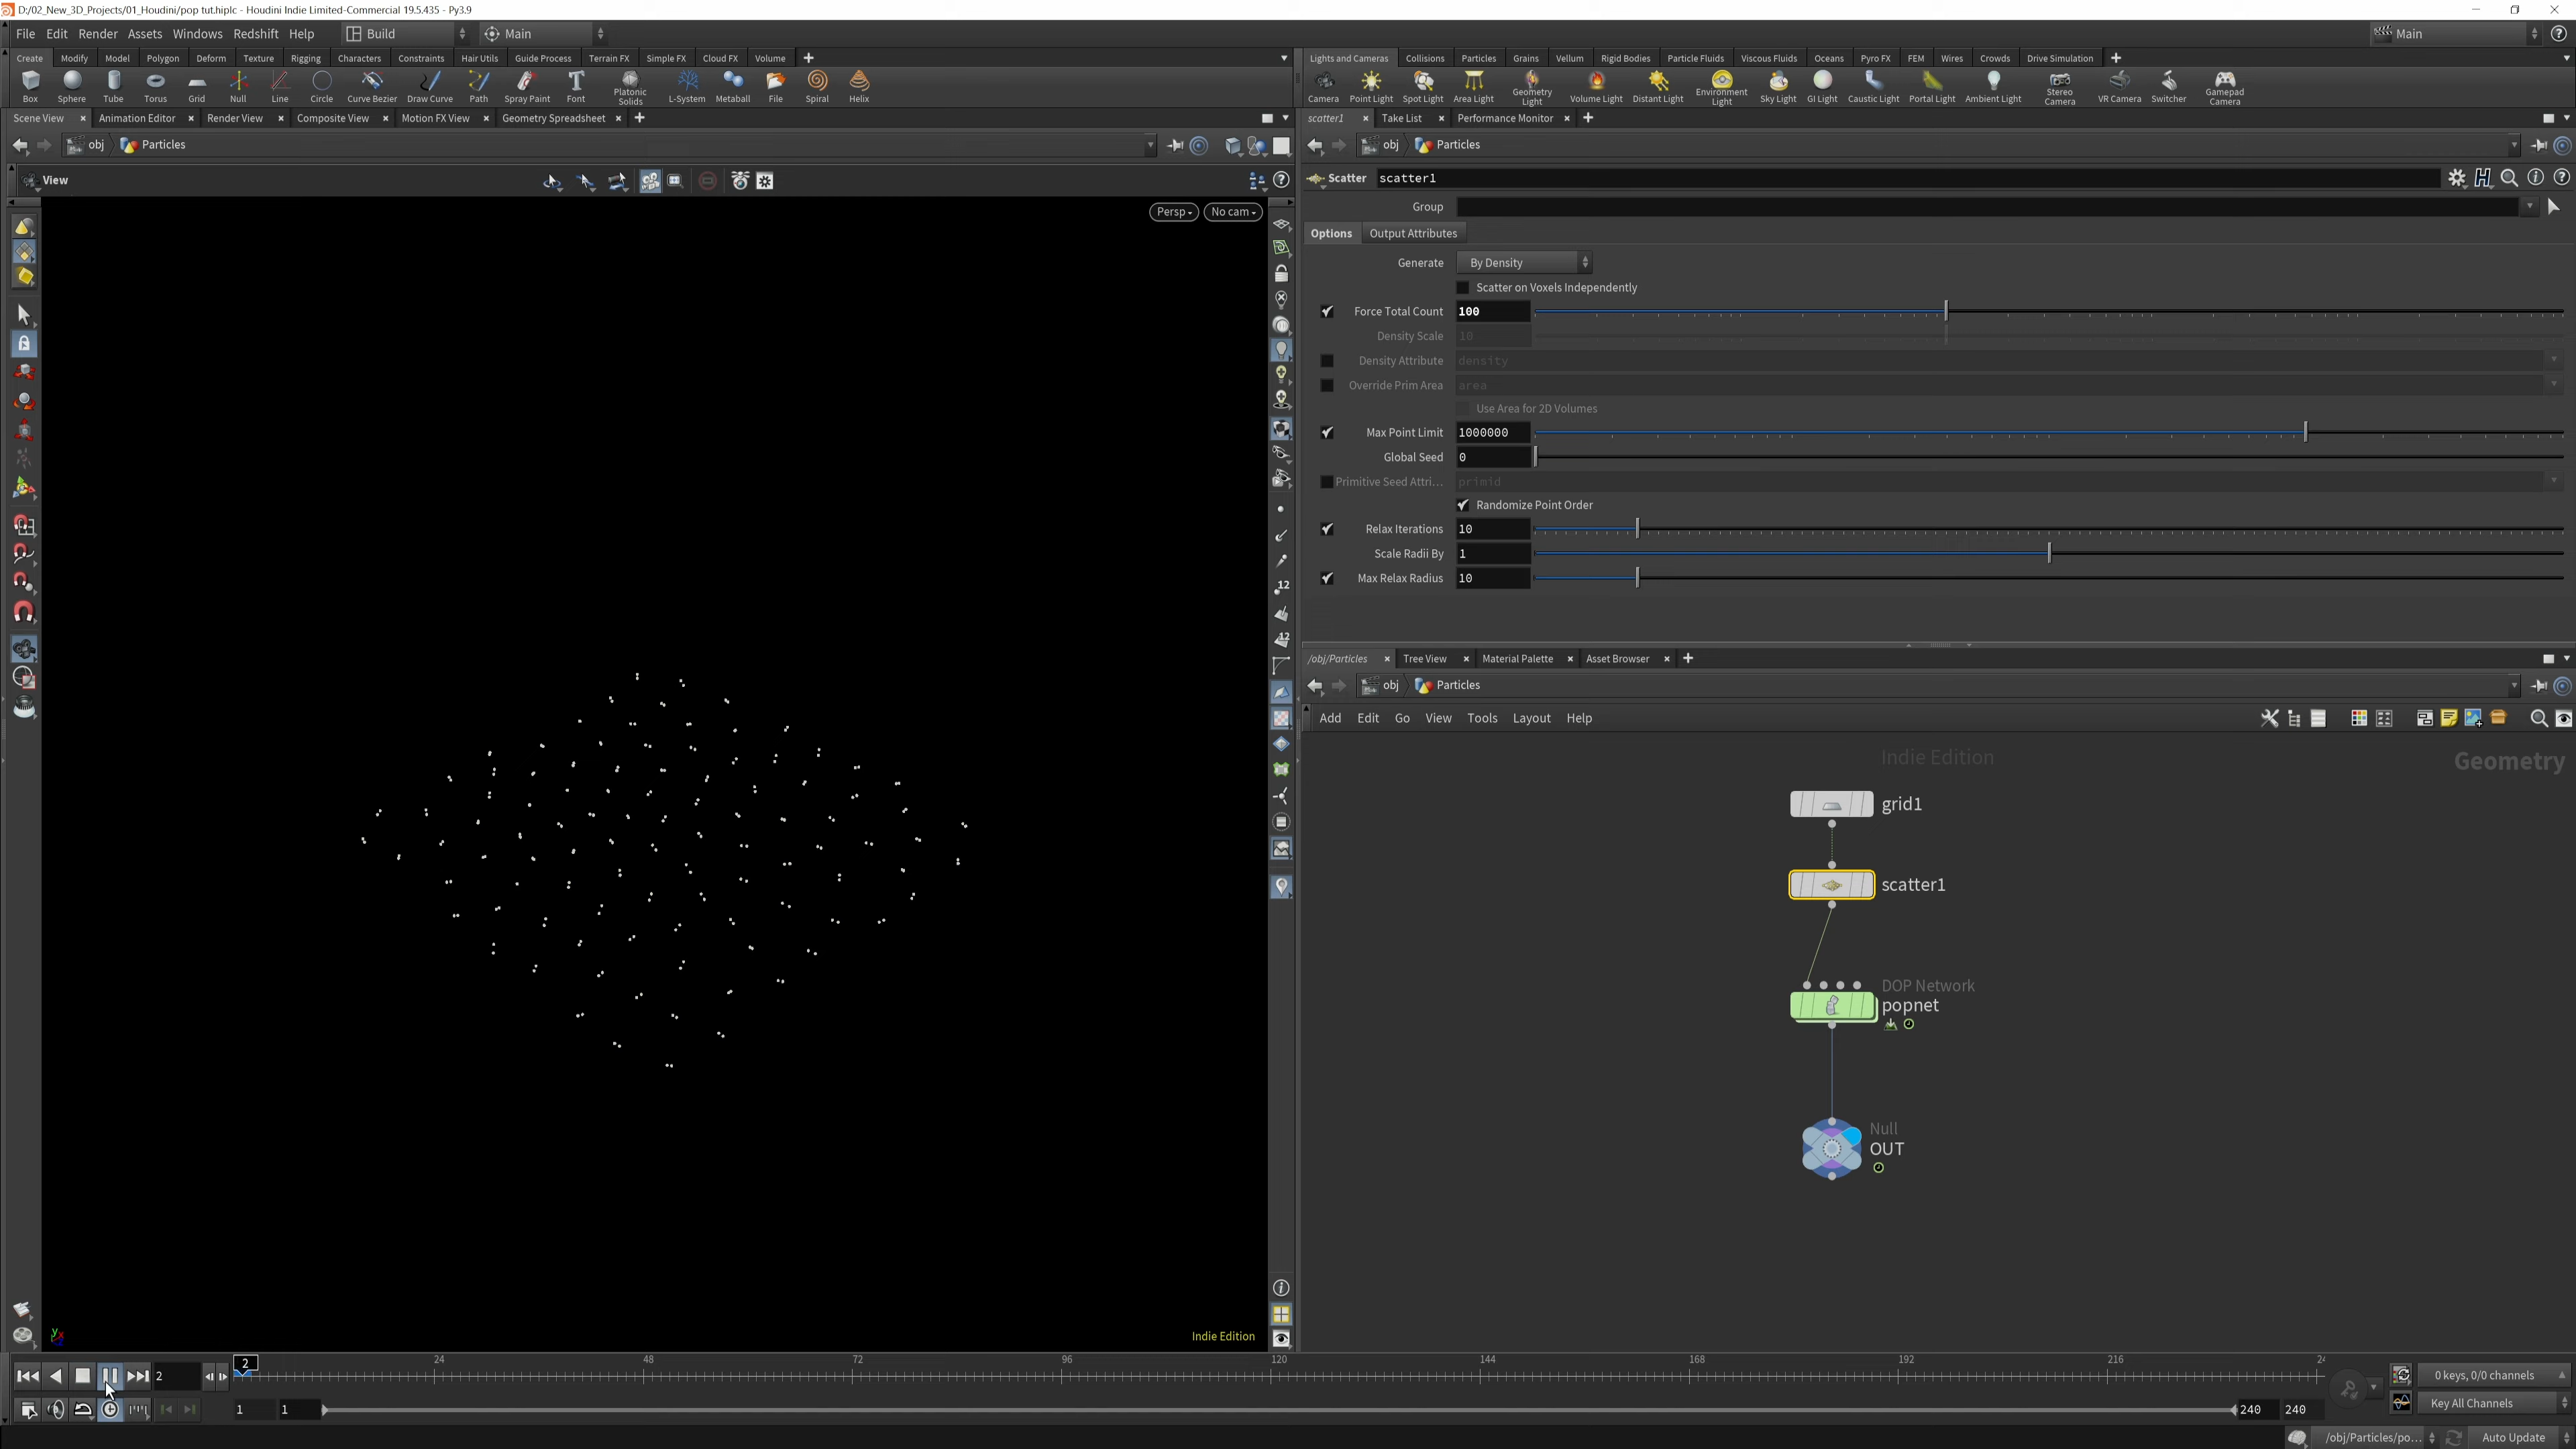 D:/02_New_3D_Projects/01_Houdini/pop tut.hiplc - Houdini Indie Limited-Commercial 19.5.435 - Py3.9
File Edit Render Assets Windows Redshift Help Build Main Main
Create Modify Model Polygon Deform Texture Rigging Characters Constraints Hair Utils Guide Process Terrain FX Simple FX Cloud FX Volume
Box Sphere Tube Torus Grid Null Line Circle Curve Bezier Draw Curve Path Spray Paint Font Platonic Solids L-System Metaball File Spiral Helix
Lights and Cameras Collisions Particles Grains Vellum Rigid Bodies Particle Fluids Viscous Fluids Oceans Pyro FX FEM Wires Crowds Drive Simulation
Camera Point Light Spot Light Area Light Geometry Light Volume Light Distant Light Environment Light Sky Light GI Light Caustic Light Portal Light Ambient Light Stereo Camera VR Camera Switcher Gamepad Camera
Scene View Animation Editor Render View Composite View Motion FX View Geometry Spreadsheet
obj Particles
View
Persp No cam
12
12
Indie Edition
scatter1 Take List Performance Monitor
obj Particles
Scatter scatter1
Group
Options Output Attributes
Generate By Density
Scatter on Voxels Independently
Force Total Count 100
Density Scale 10
Density Attribute density
Override Prim Area area
Use Area for 2D Volumes
Max Point Limit 1000000
Global Seed 0
Primitive Seed Attri... primid
Randomize Point Order
Relax Iterations 10
Scale Radii By 1
Max Relax Radius 10
/obj/Particles Tree View Material Palette Asset Browser
obj Particles
Add Edit Go View Tools Layout Help
Indie Edition
Geometry
grid1
scatter1
DOP Network
popnet
Null
OUT
2 2 24 48 72 96 120 144 168 192 216 24
0 keys, 0/0 channels
1 1 240 240
Key All Channels
/obj/Particles/po... Auto Update